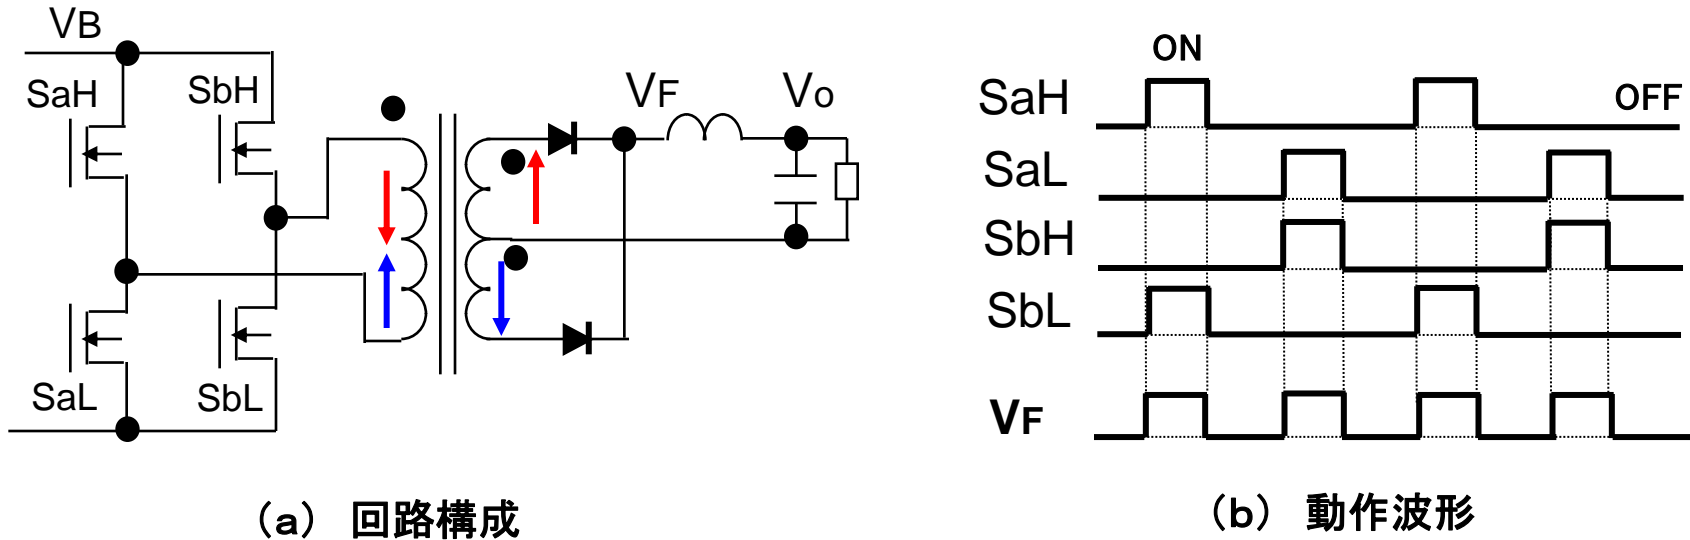 VB
SaH
SbH
VF
Vo
SaL
SbL
(a) 回路構成
ON
SaH
OFF
SaL
SbH
SbL
VF
(b) 動作波形